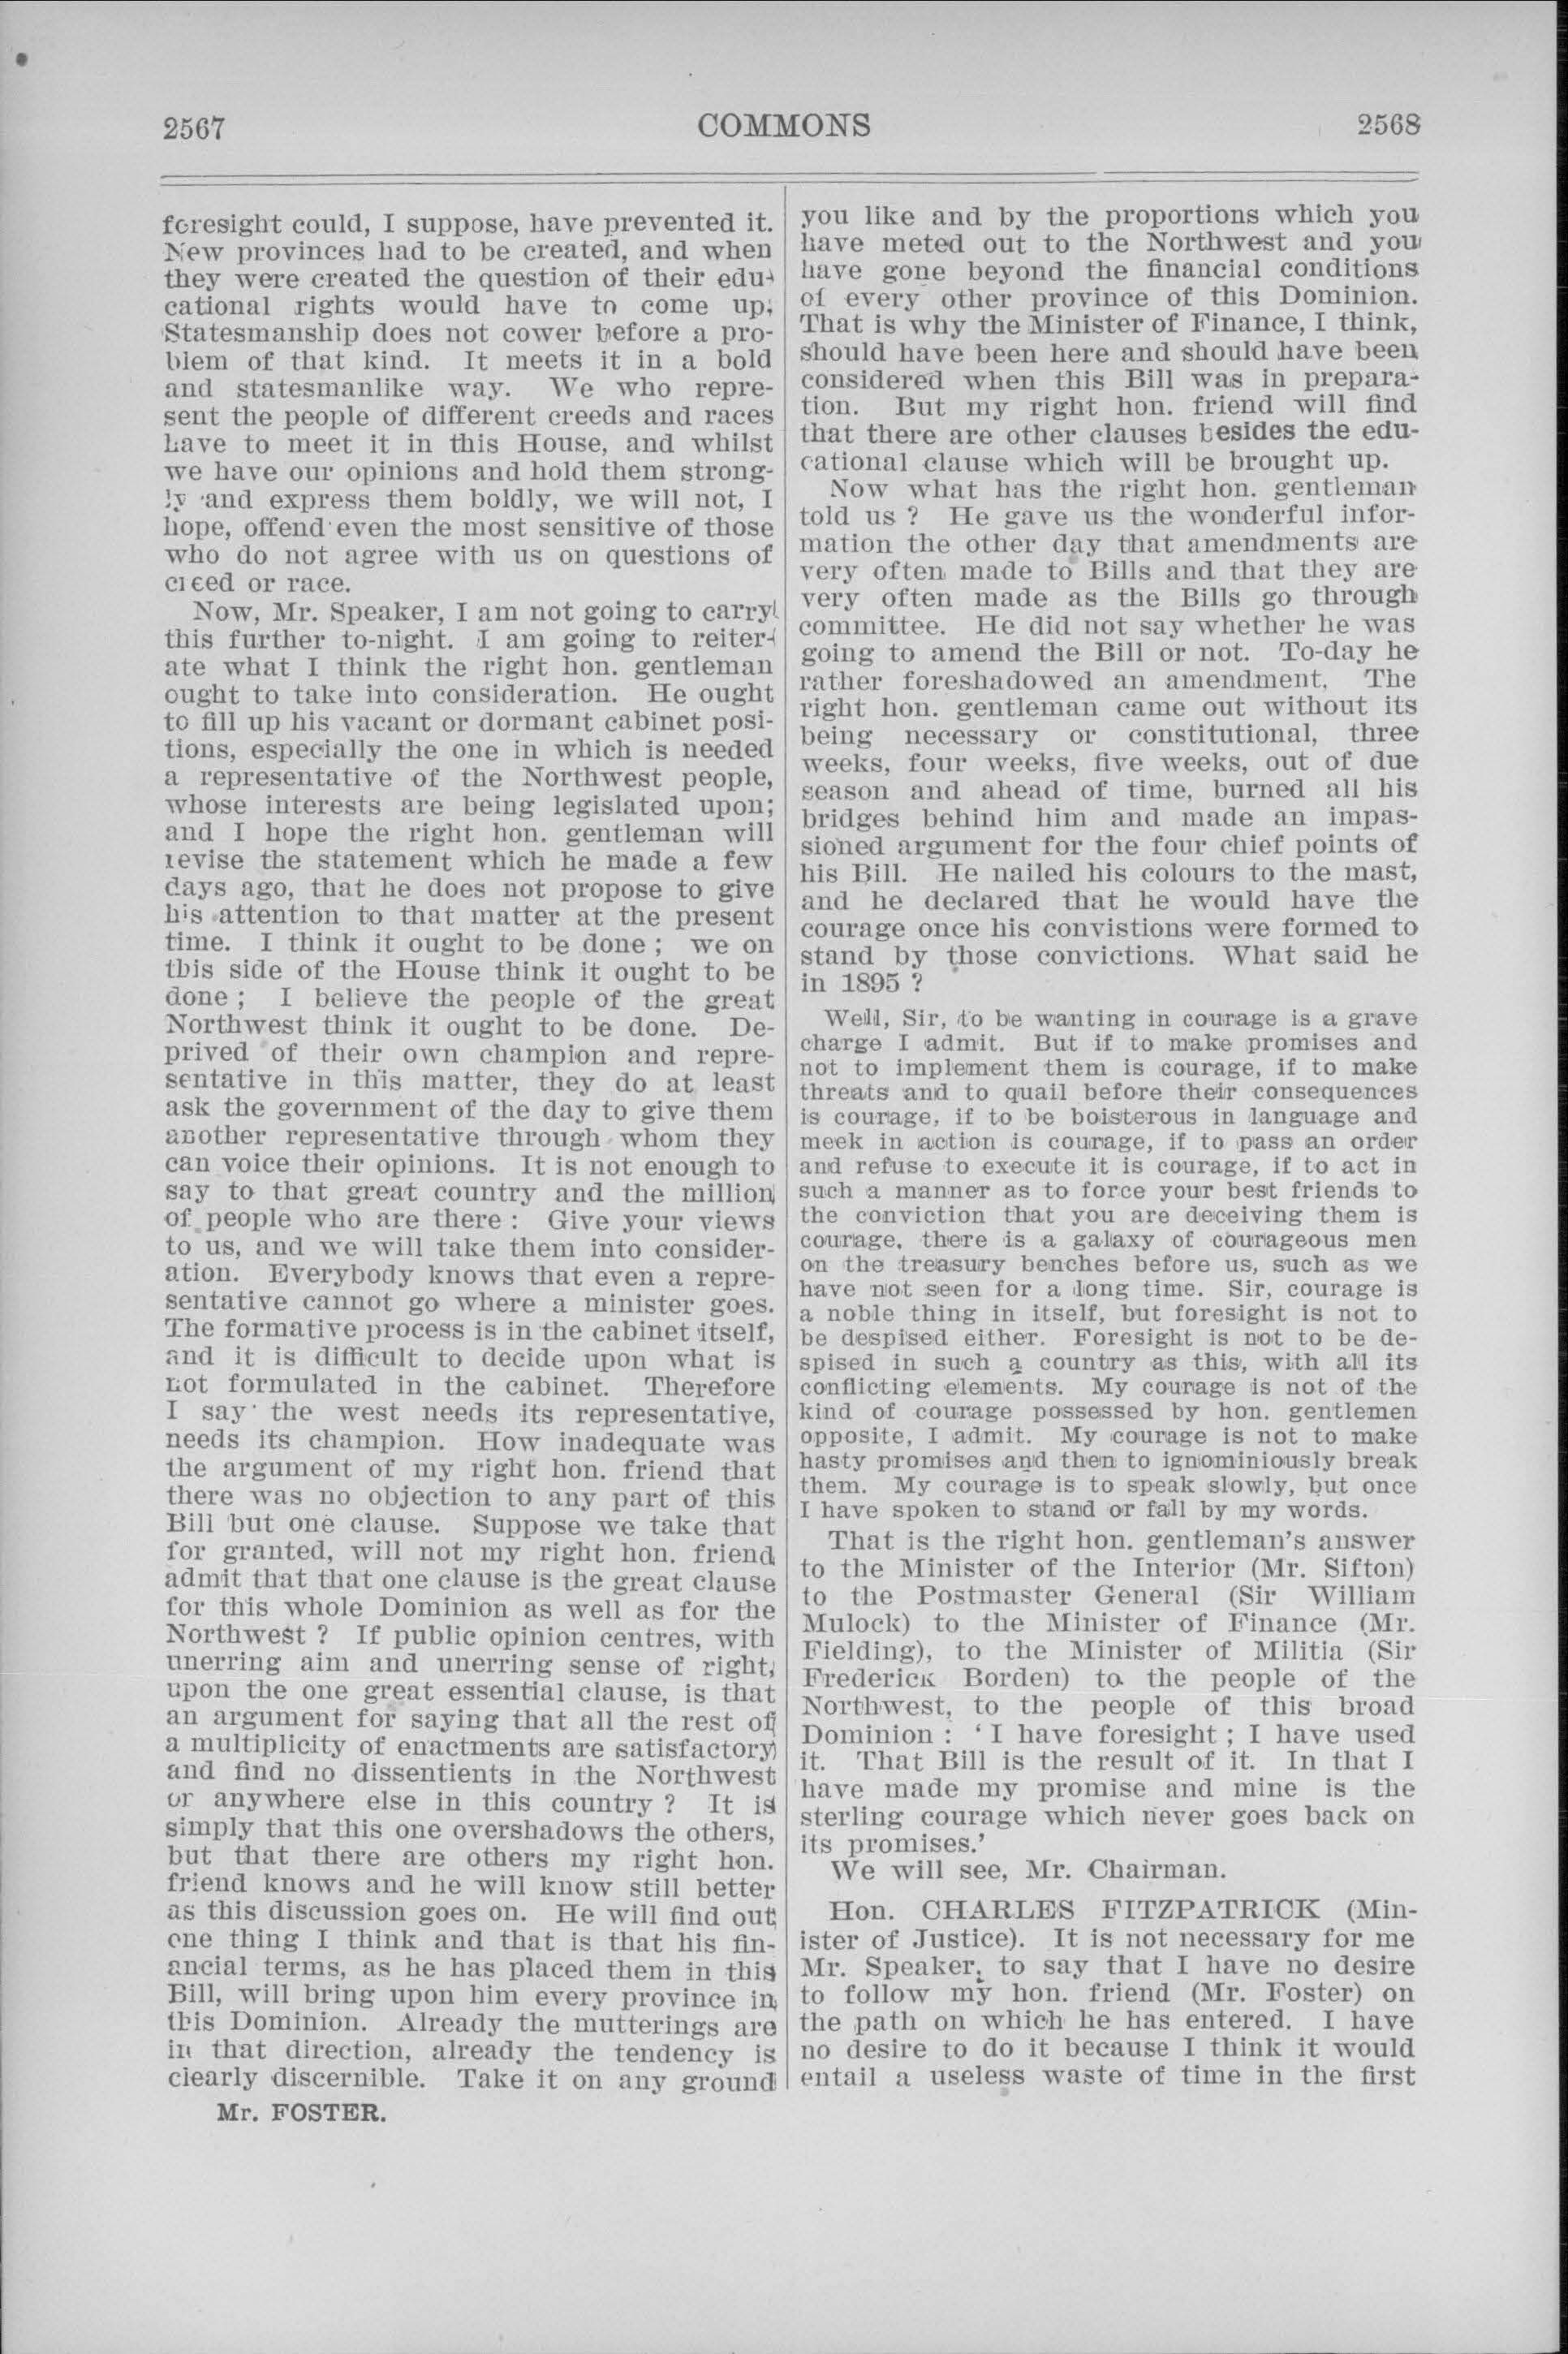 2567 COMMONS 2568
foresight could, I suppose, have prevented it.
New provinces had to be created, and when
they were created the question of their edu-
cational rights would have to come up.
Statesmanship does not cower before a pro-
blem of that kind. It meets it in a bold
and statesmanlike way. We who repre-
sent the people of different creeds and races
have to meet it in this House, and whilst
we have our opinions and hold them strong-
ly and express them boldly, we will not, I
hope, offend even the most sensitive of those
who do not agree with us on questions of
creed or race.
Now, Mr. Speaker, I am not going to carry
this further to-night. I am going to reiter-
ate what I think the right hon. gentleman
ought to take into consideration. He ought
to fill up his vacant or dormant cabinet posi-
tions, especially the one in which is needed
a representative of the Northwest people,
whose interests are being legislated upon;
and I hope the right hon. gentleman will
revise the statement which he made a few
days ago, that he does not propose to give
his attention to that matter at the present
time. I think it ought to be done ; we on
this side of the House think it ought to be
done ; I believe the people of the great
Northwest think it ought to be done. De-
prived of their own champion and repre-
sentative in this matter, they do at least
ask the government of the day to give them
another representative through whom they
can voice their opinions. It is not enough to
say to that great country and the million
of people who are there : Give your views
to us, and we will take them into consider-
ation. Everybody knows that even a repre-
sentative cannot go where a minister goes.
The formative process is in the cabinet itself,
and it is difficult to decide upon what is
not formulated in the cabinet. Therefore
I say the west needs its representative,
needs its champion. How inadequate was
the argument of my right hon. friend that
there was no objection to any part of this
Bill but one clause. Suppose we take that
for granted, will not my right hon. friend
admit that that one clause is the great clause
for this whole Dominion as well as for the
Northwest ? If public opinion centres, with
unerring aim and unerring sense of right,
upon the one great essential clause, is that
an argument for saying that all the rest of
a multiplicity of enactments are satisfactory
and find no dissentients in the Northwest
or anywhere else in this country ? It is
simply that this one overshadows the others,
but that there are others my right hon.
friend knows and he will know still better
as this discussion goes on. He will find out
one thing I think and that is that his fin-
ancial terms, as he has placed them in this
Bill, will bring upon him every province in
this Dominion. Already the mutterings are
in that direction, already the tendency is
clearly discernible. Take it on any ground
Mr. FOSTER.
you like and by the proportions which you
have meted out to the Northwest and you
have gone beyond the financial conditions
of every other province of this Dominion.
That is why the Minister of Finance, I think,
should have been here and should have been
considered when this Bill was in prepara-
tion. But my right hon. friend will find
that there are other clauses besides the edu-
cational clause which will be brought up.
Now what has the right hon. gentleman
told us ? He gave us the wonderful infor-
mation the other day that amendments are
very often made to Bills and that they are
very often made as the Bills go through
committee. He did not say whether he was
going to amend the Bill or not. To-day he
rather foreshadowed an amendment. The
right hon. gentleman came out without its
being necessary or constitutional, three
weeks, four weeks, five weeks, out of due
season and ahead of time, burned all his
bridges behind him and made an impas-
sioned argument for the four chief points of
his Bill. He nailed his colours to the mast,
and he declared that he would have the
courage once his convistions were formed to
stand by those convictions. What said he
in 1895 ?
Well, Sir, to be wanting in courage is a grave
charge I admit. But if to make promises and
not to implement them is courage, if to make
threats and to quail before their consequences
is courage, if to be boisterous in language and
meek in action is courage, if to pass an order
and refuse to execute it is courage, if to act in
such a manner as to force your best friends to
the conviction that you are deceiving them is
courage, there is a galaxy of courageous men
on the treasury benches before us, such as we
have not seen for a long time. Sir, courage is
a noble thing in itself, but foresight is not to
be despised either. Foresight is not to be de-
spised in such a country as this, with all its
conflicting elements. My courage is not of the
kind of courage possessed by hon. gentlemen
opposite, I admit. My courage is not to make
hasty promises and then to ignominiously break
them. My courage is to speak slowly, but once
I have spoken to stand or fall by my words.
That is the right hon. gentleman's answer
to the Minister of the Interior (Mr. Sifton)
to the Postmaster General (Sir William
Mulock) to the Minister of Finance (Mr.
Fielding), to the Minister of Militia (Sir
Frederick Borden) to the people of the
Northwest, to the people of this broad
Dominion : 'I have foresight ; I have used
it. That Bill is the result of it. In that I
have made my promise and mine is the
sterling courage which never goes back on
its promises.'
We will see, Mr. Chairman.
Hon. CHARLES FITZPATRICK (Min-
ister of Justice). It is not necessary for me
Mr. Speaker, to say that I have no desire
to follow my hon. friend (Mr. Foster) on
the path on which he has entered. I have
no desire to do it because I think it would
entail a useless waste of time in the first